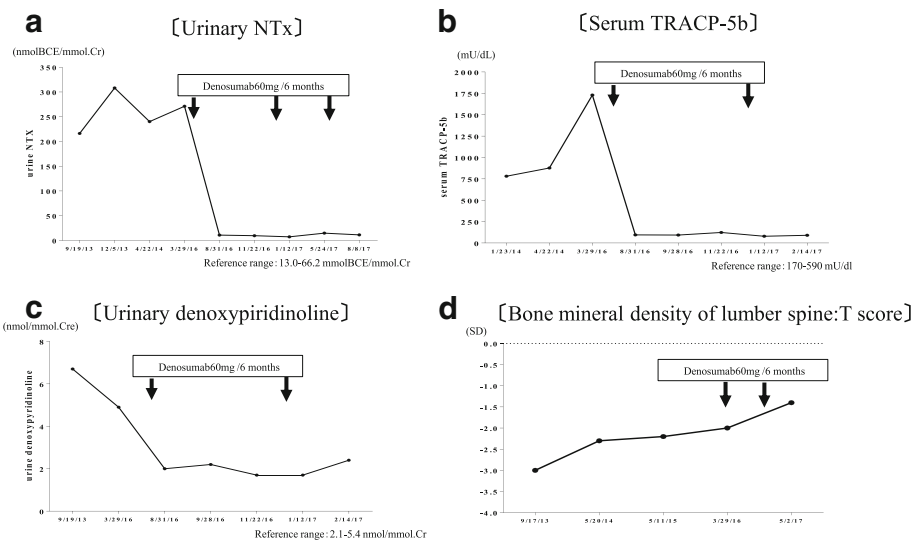 a
〔Urinary NTx〕
(nmolBCE/mmol.Cr)
Denosumab60mg /6 months
350
300
250
200
150
100
50
0
urine NTX
9/19/13 12/5/13 4/22/14 3/29/16 8/31/16 11/22/16 1/12/17 5/24/17 8/8/17
Reference range : 13.0-66.2 mmolBCE/mmol.Cr
b
〔Serum TRACP-5b〕
(mU/dL)
Denosumab60mg /6 months
2000
1750
1500
1250
1000
750
500
250
0
serum TRACP-5b
1/23/14 4/22/14 3/29/16 8/31/16 9/28/16 11/22/16 1/12/17 2/14/17
Reference range : 170-590 mU/dl
c
〔Urinary denoxypiridinoline〕
(nmol/mmol.Cre)
Denosumab60mg /6 months
8
6
4
2
0
urine denoxypyridinoline
9/19/13 3/29/16 8/31/16 9/28/16 11/22/16 1/12/17 2/14/17
Reference range : 2.1-5.4 nmol/mmol.Cr
d
〔Bone mineral density of lumber spine:T score〕
(SD)
Denosumab60mg /6 months
0.0
-0.5
-1.0
-1.5
-2.0
-2.5
-3.0
-3.5
-4.0
9/17/13 5/20/14 5/11/15 3/29/16 5/2/17